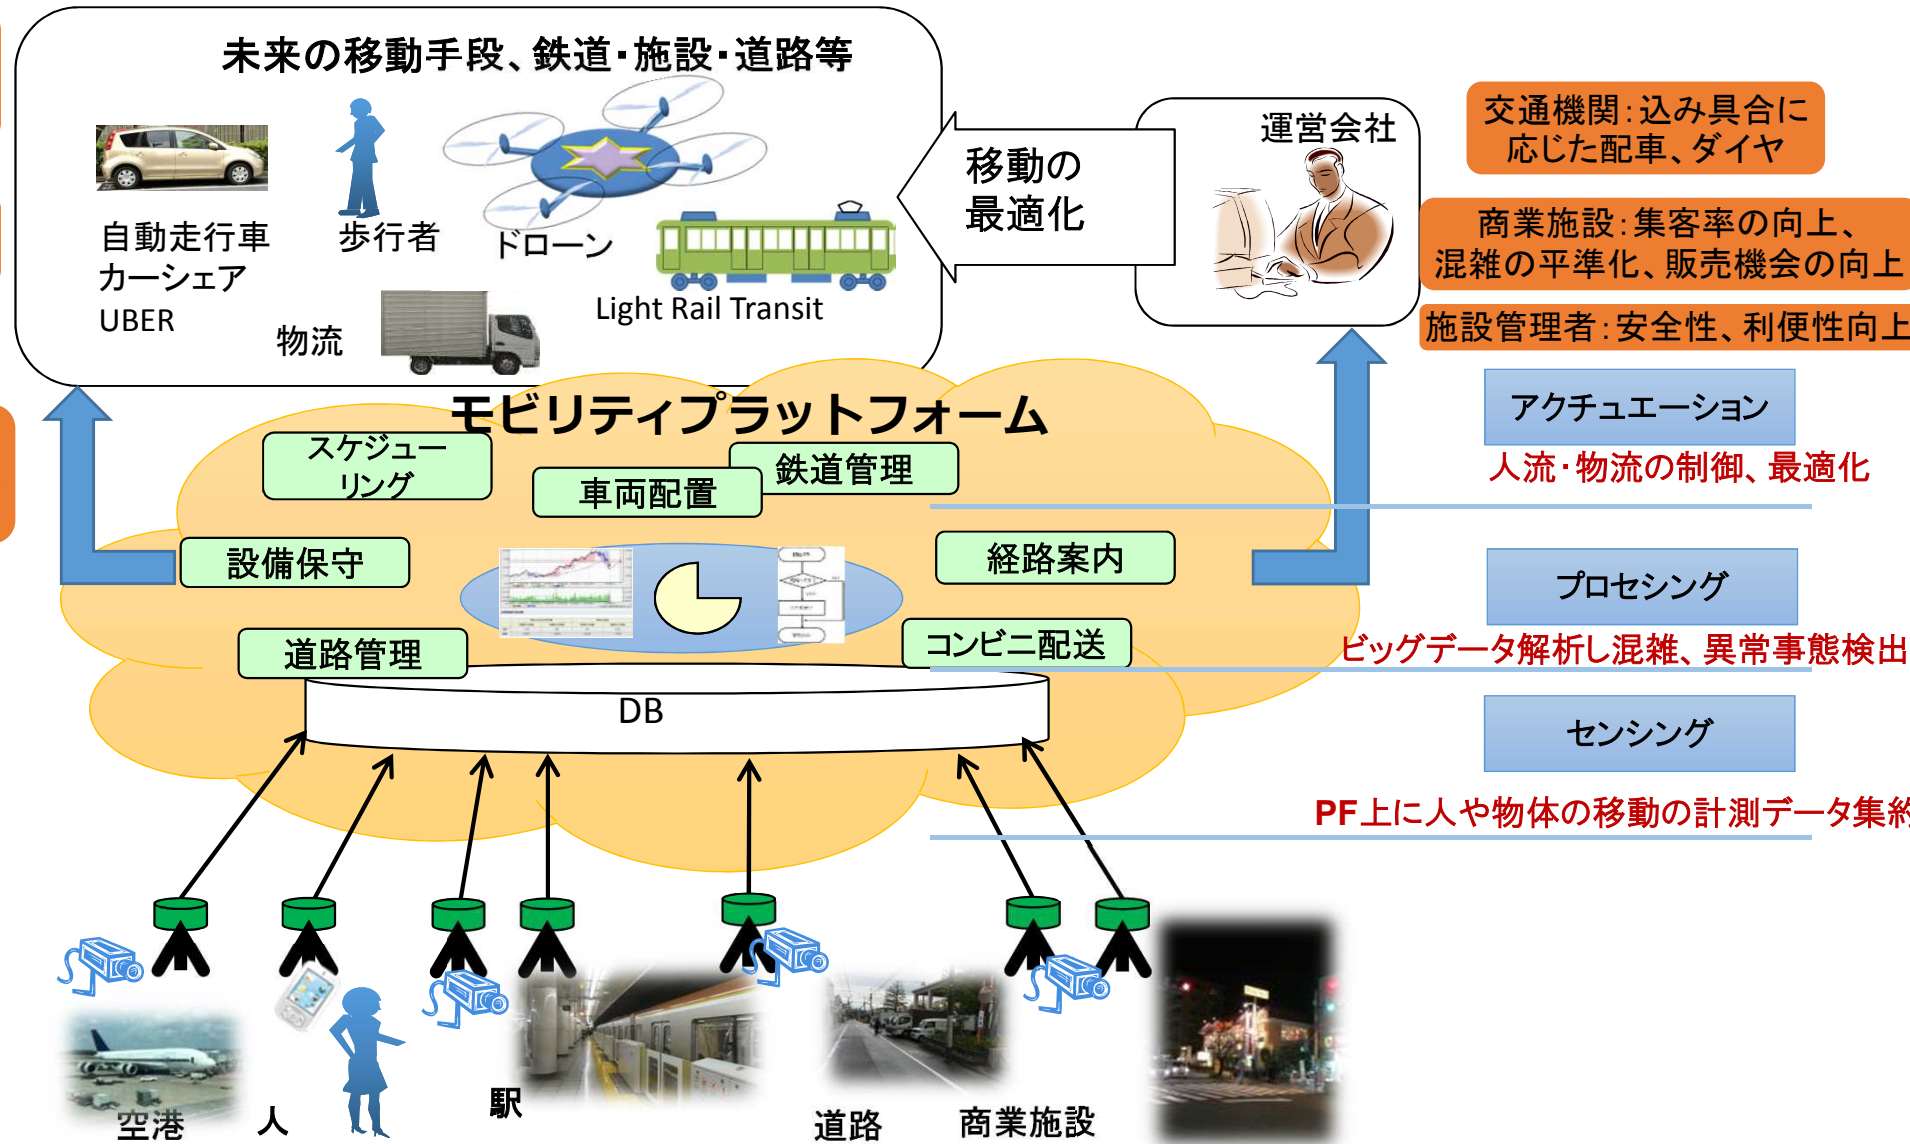 未来の移動手段、鉄道・施設・道路等
自動走行車
カーシェア
UBER
歩行者
ドローン
Light Rail Transit
物流
移動の
最適化
運営会社
交通機関：込み具合に
応じた配車、ダイヤ
商業施設：集客率の向上、
混雑の平準化、販売機会の向上
施設管理者：安全性、利便性向上
モビリティプラットフォーム
スケジュー
リング
車両配置
鉄道管理
設備保守
経路案内
道路管理
コンビニ配送
DB
アクチュエーション
人流・物流の制御、最適化
プロセシング
ビッグデータ解析し混雑、異常事態検出
センシング
PF上に人や物体の移動の計測データ集約
空港
人
駅
道路
商業施設